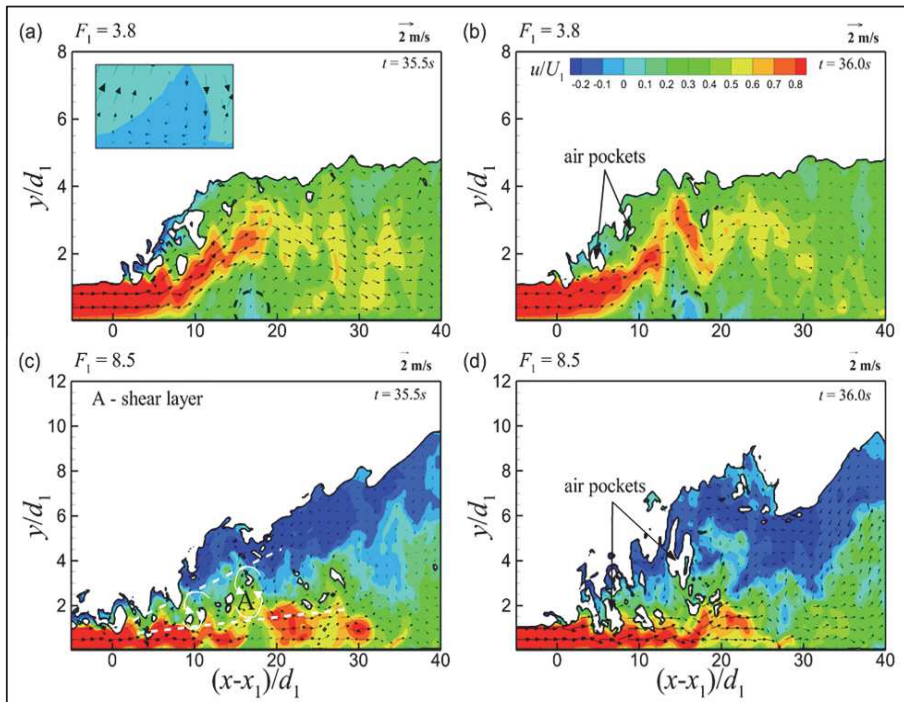 (a) F₁ = 3.8 2 m/s
t = 35.5s
8
6
4
2
y/d₁
0 10 20 30 40
(b) F₁ = 3.8 2 m/s
u/U₁ t = 36.0s
-0.2 -0.1 0 0.1 0.2 0.3 0.4 0.5 0.6 0.7 0.8
air pockets
8
6
4
2
y/d₁
0 10 20 30 40
(c) F₁ = 8.5 2 m/s
A - shear layer t = 35.5s
A
12
10
8
6
4
2
0
y/d₁
0 10 20 30 40
(x-x₁)/d₁
(d) F₁ = 8.5 2 m/s
t = 36.0s
air pockets
12
10
8
6
4
2
0
y/d₁
0 10 20 30 40
(x-x₁)/d₁